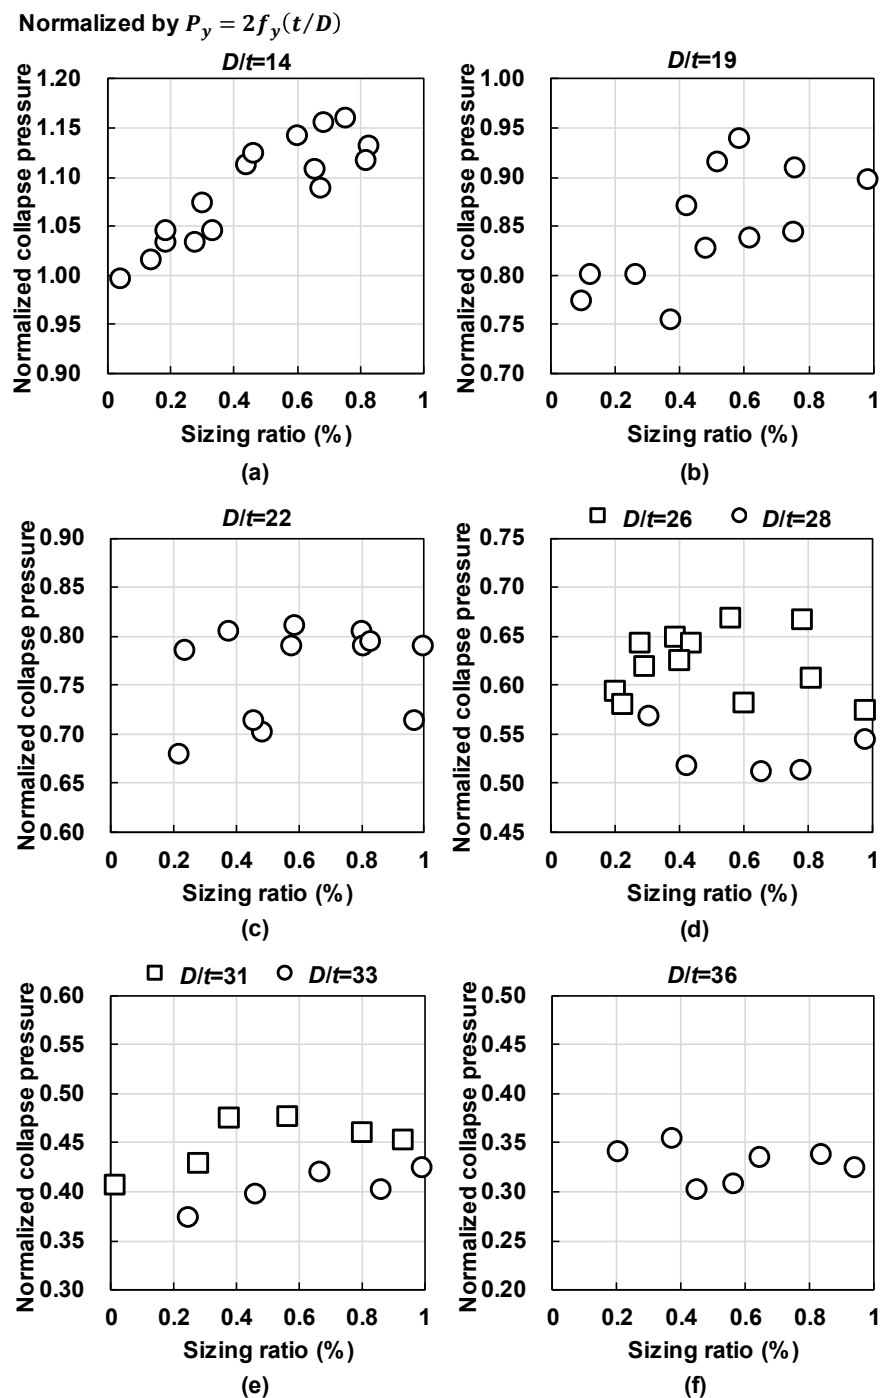 Normalized by P_y = 2f_y(t/D)
D/t=14
Normalized collapse pressure
1.20
1.15
1.10
1.05
1.00
0.95
0.90
0 0.2 0.4 0.6 0.8 1
Sizing ratio (%)
(a)
D/t=19
Normalized collapse pressure
1.00
0.95
0.90
0.85
0.80
0.75
0.70
0 0.2 0.4 0.6 0.8 1
Sizing ratio (%)
(b)
D/t=22
Normalized collapse pressure
0.90
0.85
0.80
0.75
0.70
0.65
0.60
0 0.2 0.4 0.6 0.8 1
Sizing ratio (%)
(c)
D/t=26 D/t=28
Normalized collapse pressure
0.75
0.70
0.65
0.60
0.55
0.50
0.45
0 0.2 0.4 0.6 0.8 1
Sizing ratio (%)
(d)
D/t=31 D/t=33
Normalized collapse pressure
0.60
0.55
0.50
0.45
0.40
0.35
0.30
0 0.2 0.4 0.6 0.8 1
Sizing ratio (%)
(e)
D/t=36
Normalized collapse pressure
0.50
0.45
0.40
0.35
0.30
0.25
0.20
0 0.2 0.4 0.6 0.8 1
Sizing ratio (%)
(f)